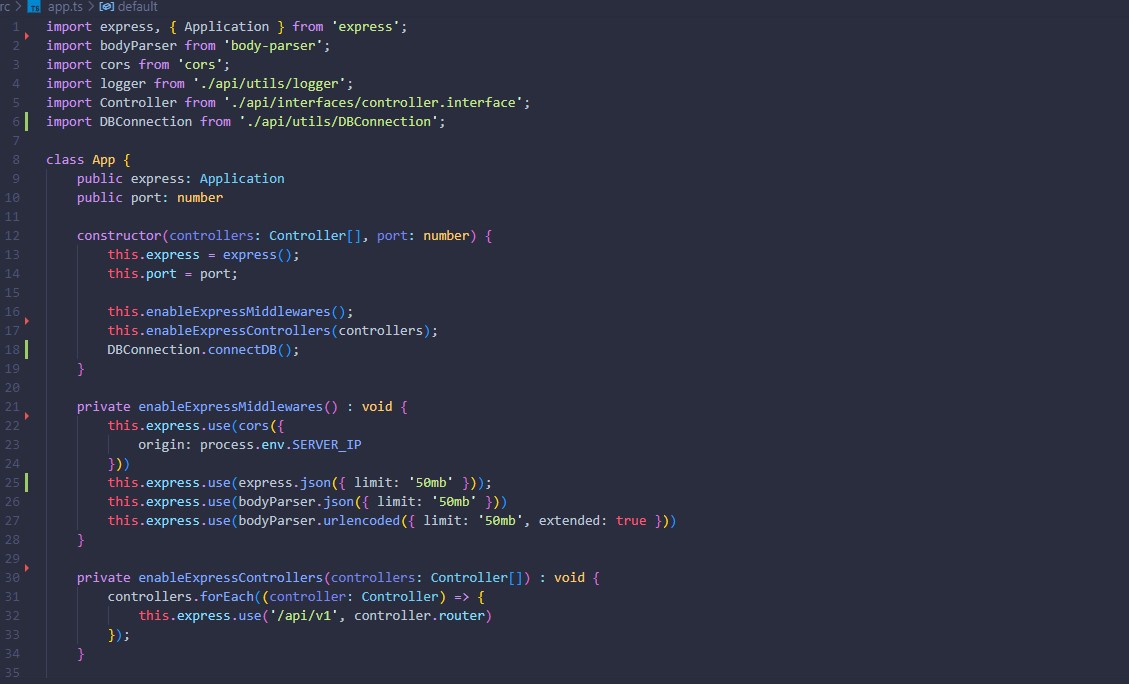 rc > TS app.ts > default
1 import express, { Application } from 'express';
2 import bodyParser from 'body-parser';
3 import cors from 'cors';
4 import logger from './api/utils/logger';
5 import Controller from './api/interfaces/controller.interface';
6 import DBConnection from './api/utils/DBConnection';
7
8 class App {
9     public express: Application
10     public port: number
11
12     constructor(controllers: Controller[], port: number) {
13         this.express = express();
14         this.port = port;
15
16         this.enableExpressMiddlewares();
17         this.enableExpressControllers(controllers);
18         DBConnection.connectDB();
19     }
20
21     private enableExpressMiddlewares() : void {
22         this.express.use(cors({
23             origin: process.env.SERVER_IP
24         }))
25         this.express.use(express.json({ limit: '50mb' }));
26         this.express.use(bodyParser.json({ limit: '50mb' }))
27         this.express.use(bodyParser.urlencoded({ limit: '50mb', extended: true }))
28     }
29
30     private enableExpressControllers(controllers: Controller[]) : void {
31         controllers.forEach((controller: Controller) => {
32             this.express.use('/api/v1', controller.router)
33         });
34     }
35